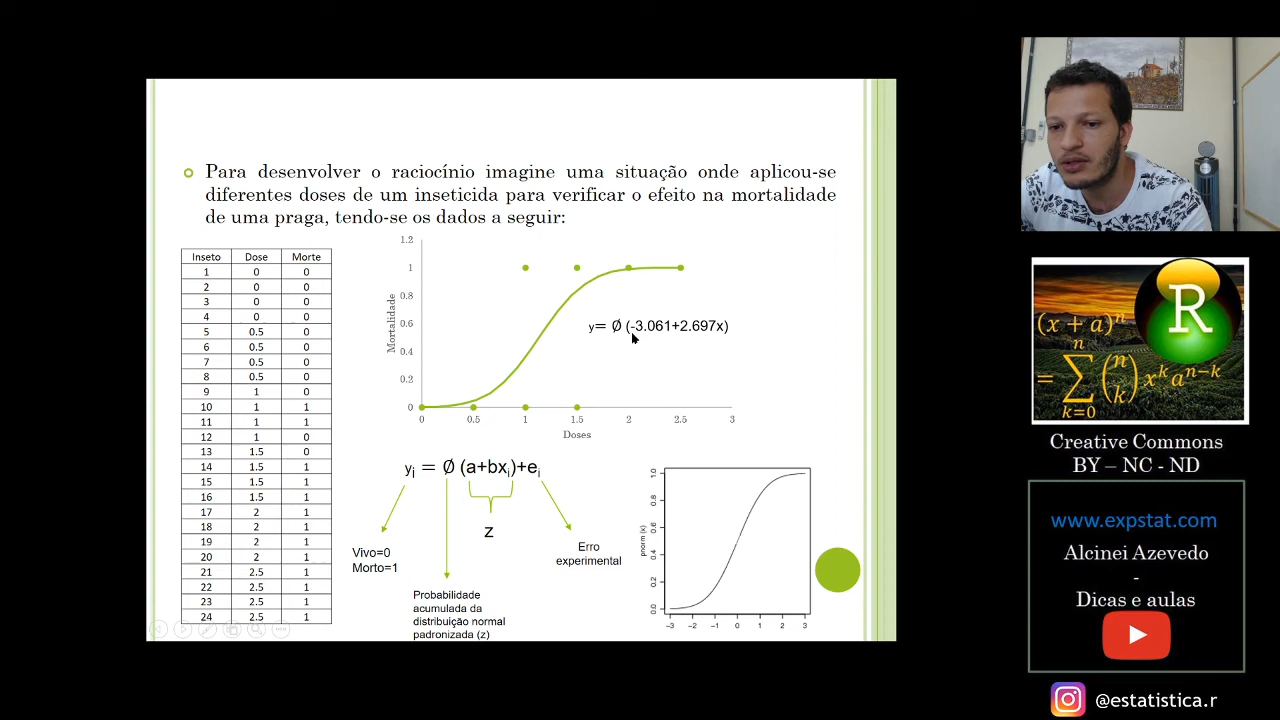 Para desenvolver o raciocínio imagine uma situação onde aplicou-se
diferentes doses de um inseticida para verificar o efeito na mortalidade
de uma praga, tendo-se os dados a seguir:
Inseto Dose Morte
1 0 0
2 0 0
3 0 0
4 0 0
5 0.5 0
6 0.5 0
7 0.5 0
8 0.5 0
9 1 0
10 1 1
11 1 1
12 1 0
13 1.5 0
14 1.5 1
15 1.5 1
16 1.5 1
17 2 1
18 2 1
19 2 1
20 2 1
21 2.5 1
22 2.5 1
23 2.5 1
24 2.5 1
1.2
1
0.8
0.6
0.4
0.2
0
Mortalidade
0 0.5 1 1.5 2 2.5 3
Doses
y= Ø (-3.061+2.697x)
yi = Ø (a+bxi)+ei
z
Vivo=0
Morto=1
Probabilidade
acumulada da
distribuição normal
padronizada (z)
Erro
experimental
pnorm (x)
1.0
0.8
0.6
0.4
0.2
0.0
-3 -2 -1 0 1 2 3
R
(x + a)^n
= ∑ n k=0 (n k) x^k a^(n−k)
Creative Commons
BY – NC - ND
www.expstat.com
Alcinei Azevedo
-
Dicas e aulas
@estatistica.r